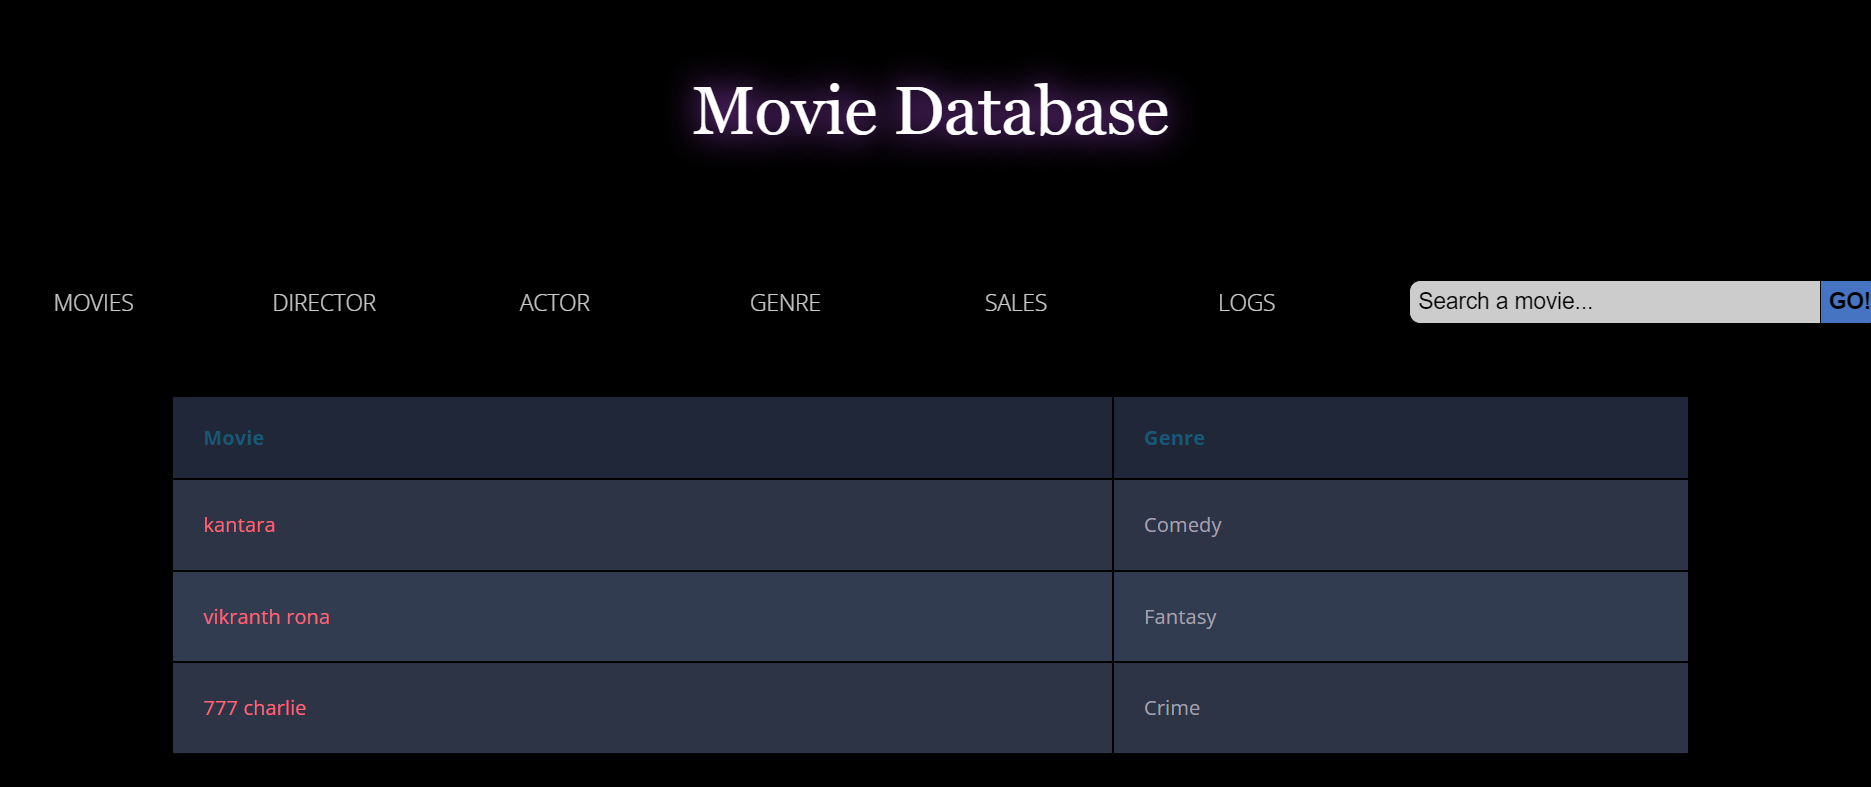 Movie Database
MOVIES DIRECTOR ACTOR GENRE SALES LOGS Search a movie... GO!
Movie Genre
kantara Comedy
vikranth rona Fantasy
777 charlie Crime